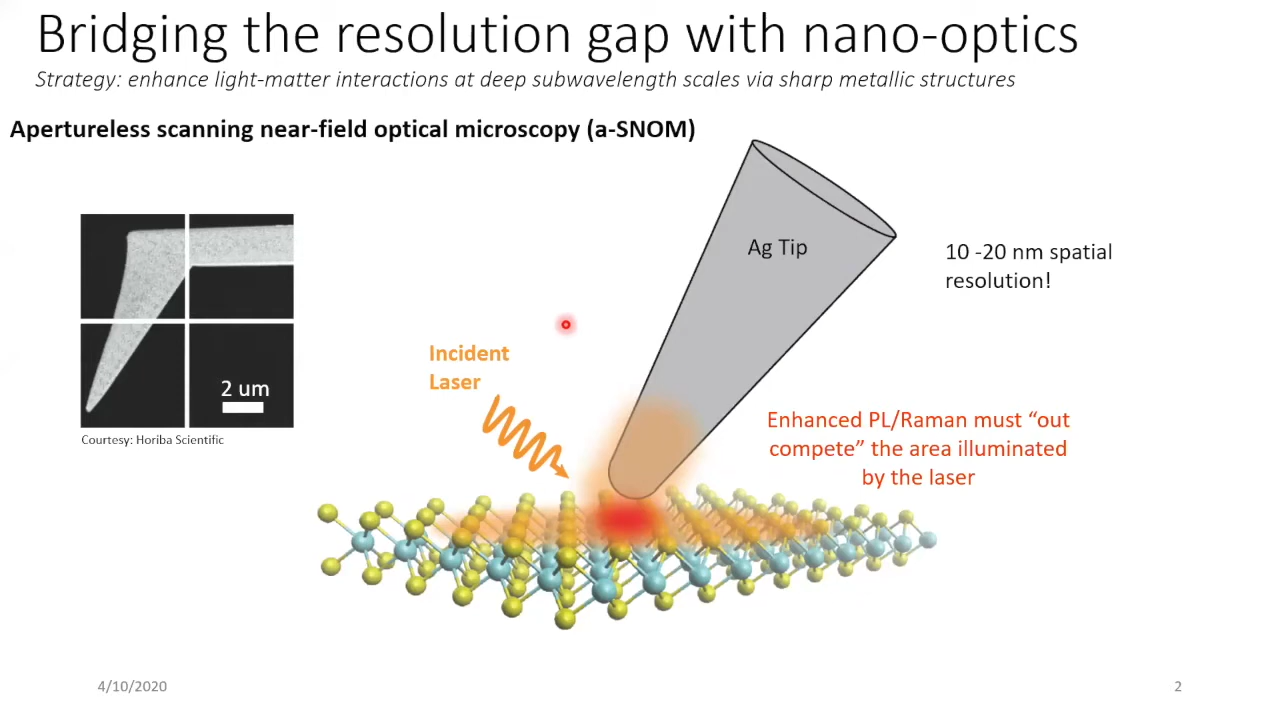 Bridging the resolution gap with nano-optics
Strategy: enhance light-matter interactions at deep subwavelength scales via sharp metallic structures
Apertureless scanning near-field optical microscopy (a-SNOM)
Ag Tip
10 -20 nm spatial
resolution!
Incident
Laser
2 um
Courtesy: Horiba Scientific
Enhanced PL/Raman must “out
compete” the area illuminated
by the laser
4/10/2020
2